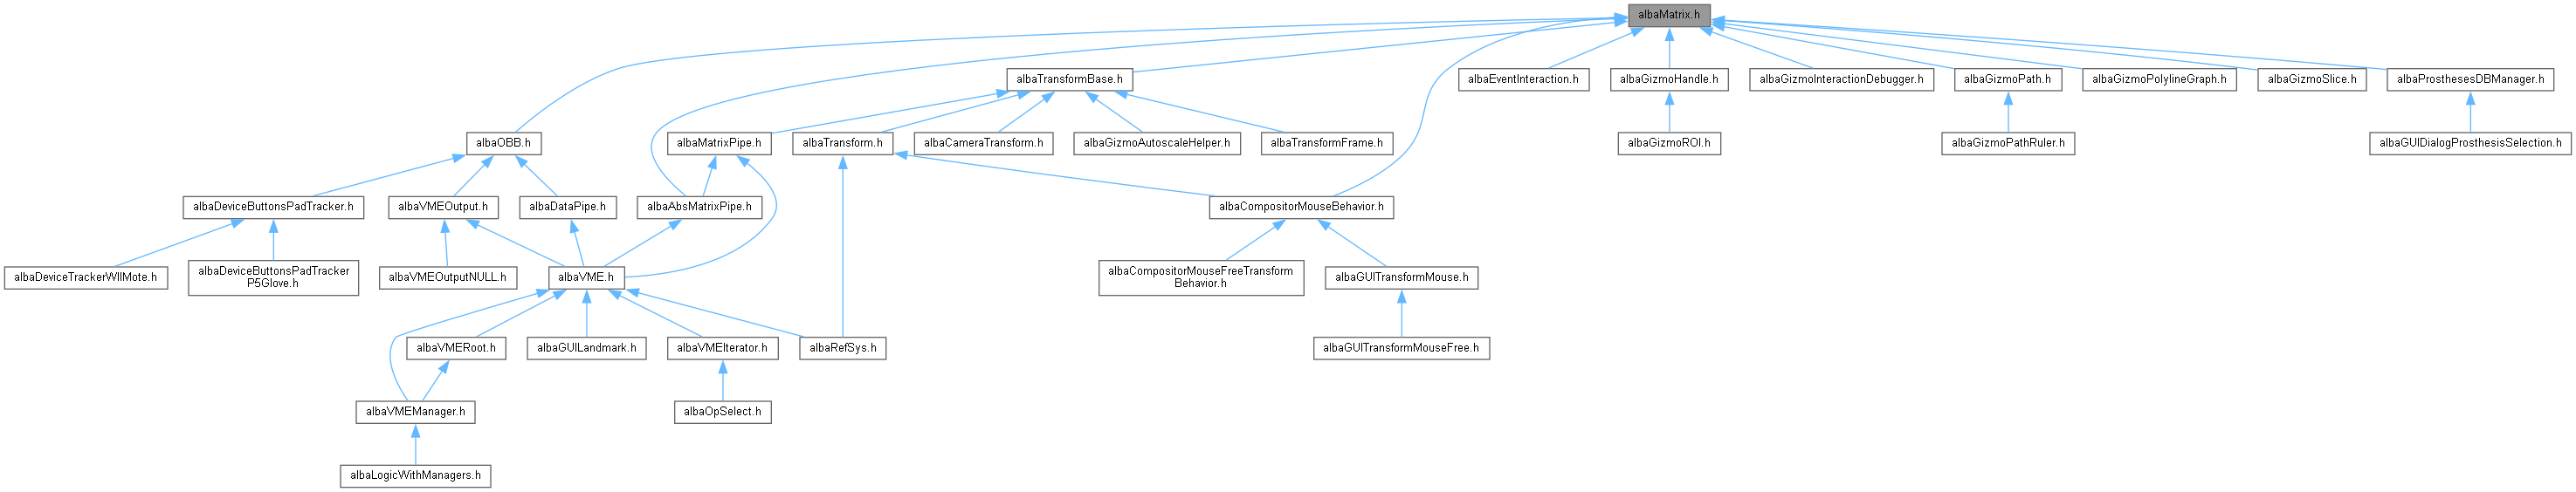 albaMatrix.h
albaTransformBase.h
albaEventInteraction.h
albaGizmoHandle.h
albaGizmoInteractionDebugger.h
albaGizmoPath.h
albaGizmoPolylineGraph.h
albaGizmoSlice.h
albaProsthesesDBManager.h
albaOBB.h
albaMatrixPipe.h
albaTransform.h
albaCameraTransform.h
albaGizmoAutoscaleHelper.h
albaTransformFrame.h
albaGizmoROI.h
albaGizmoPathRuler.h
albaGUIDialogProsthesisSelection.h
albaDeviceButtonsPadTracker.h
albaVMEOutput.h
albaDataPipe.h
albaAbsMatrixPipe.h
albaCompositorMouseBehavior.h
albaDeviceTrackerWIIMote.h
albaDeviceButtonsPadTracker
P5Glove.h
albaVMEOutputNULL.h
albaVME.h
albaCompositorMouseFreeTransform
Behavior.h
albaGUITransformMouse.h
albaVMERoot.h
albaGUILandmark.h
albaVMEIterator.h
albaRefSys.h
albaGUITransformMouseFree.h
albaVMEManager.h
albaOpSelect.h
albaLogicWithManagers.h